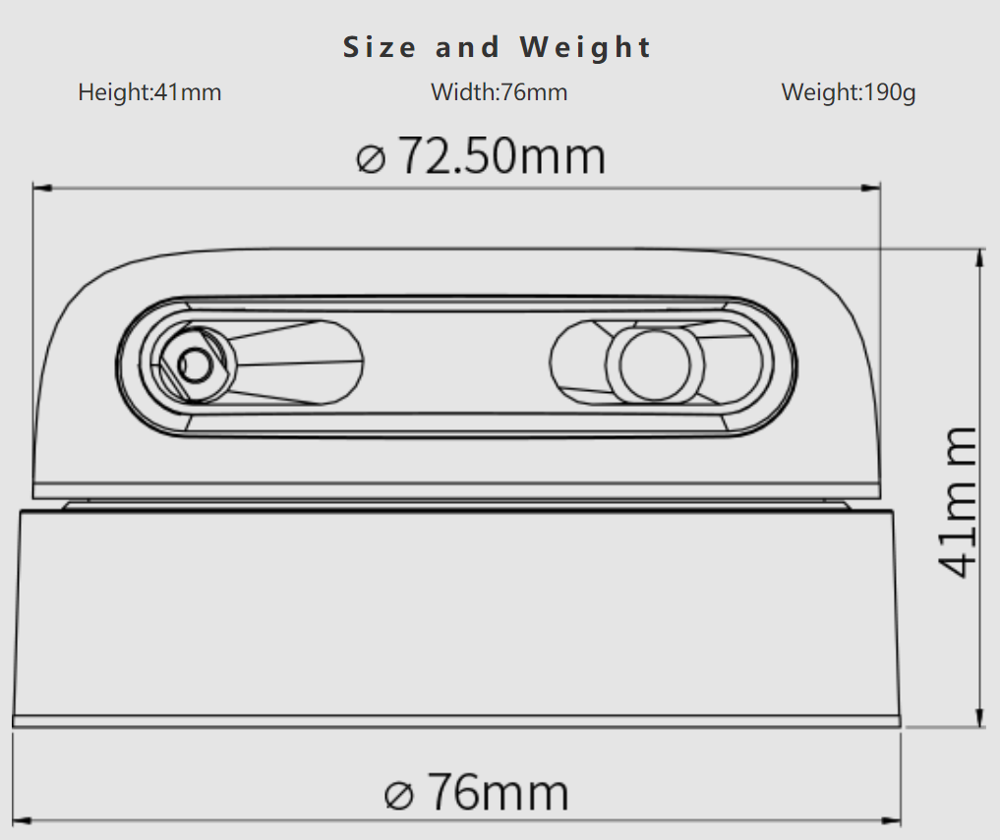 Size and Weight
Height:41mm Width:76mm Weight:190g
⌀ 72.50mm
41mm
⌀ 76mm